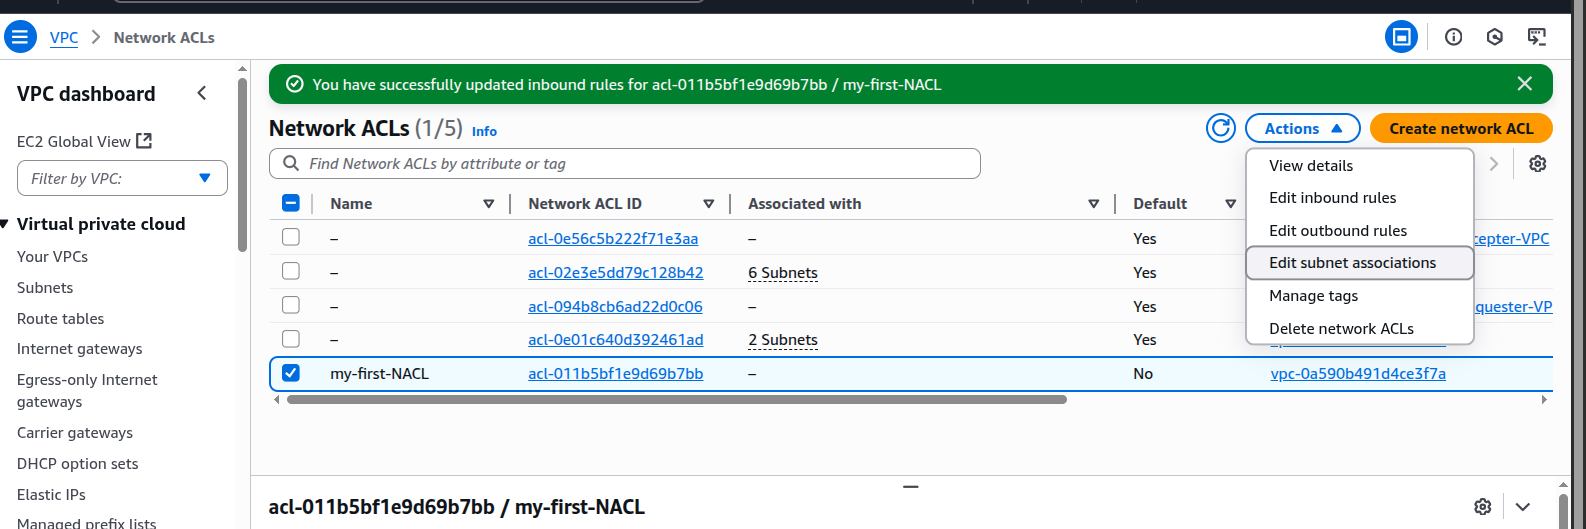 VPC > Network ACLs
You have successfully updated inbound rules for acl-011b5bf1e9d69b7bb / my-first-NACL
VPC dashboard
EC2 Global View
Filter by VPC:
Virtual private cloud
Your VPCs
Subnets
Route tables
Internet gateways
Egress-only Internet
gateways
Carrier gateways
DHCP option sets
Elastic IPs
Managed prefix lists
Network ACLs (1/5) Info
Actions
Create network ACL
Find Network ACLs by attribute or tag
View details
Edit inbound rules
Edit outbound rules
Edit subnet associations
Manage tags
Delete network ACLs
Name Network ACL ID Associated with Default
– acl-0e56c5b222f71e3aa – Yes cepter-VPC
– acl-02e3e5dd79c128b42 6 Subnets Yes
– acl-094b8cb6ad22d0c06 – Yes quester-VP
– acl-0e01c640d392461ad 2 Subnets Yes
my-first-NACL acl-011b5bf1e9d69b7bb – No vpc-0a590b491d4ce3f7a
acl-011b5bf1e9d69b7bb / my-first-NACL